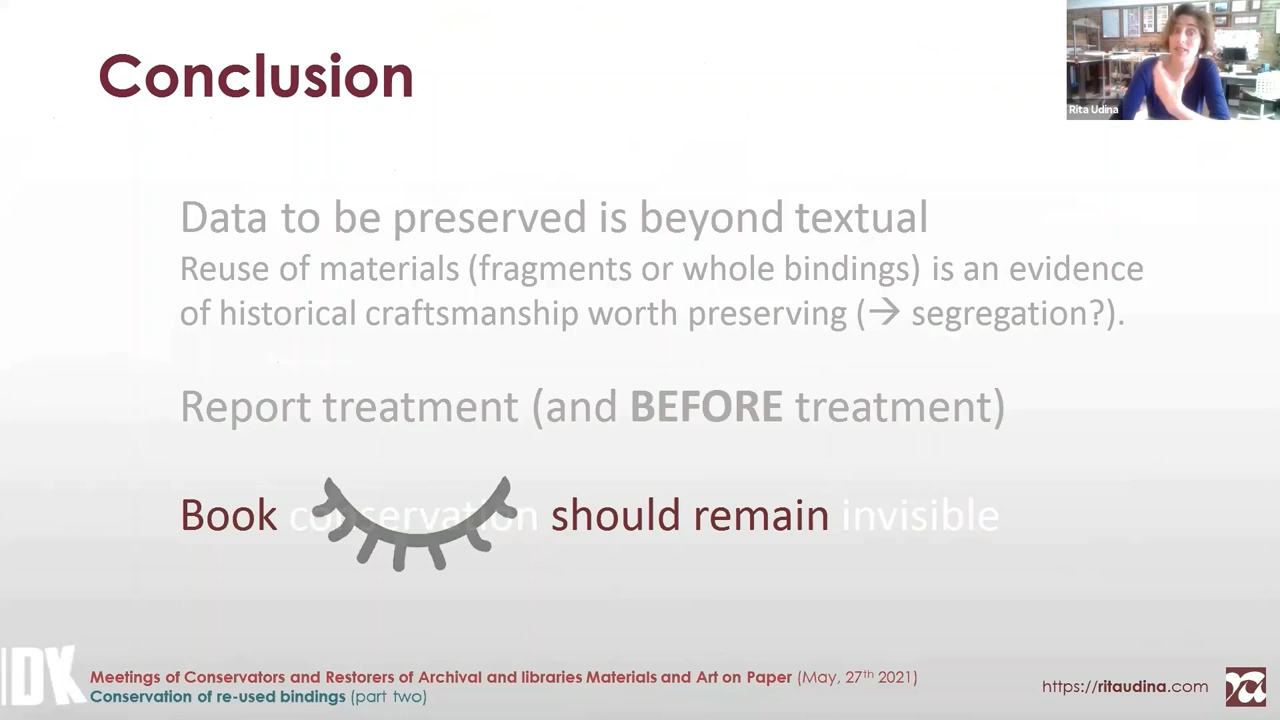 Conclusion
Rita Udina
Data to be preserved is beyond textual
Reuse of materials (fragments or whole bindings) is an evidence
of historical craftsmanship worth preserving (→ segregation?).
Report treatment (and BEFORE treatment)
Book conservation should remain invisible
IDK
Meetings of Conservators and Restorers of Archival and libraries Materials and Art on Paper (May, 27th 2021)
Conservation of re-used bindings (part two)
https://ritaudina.com